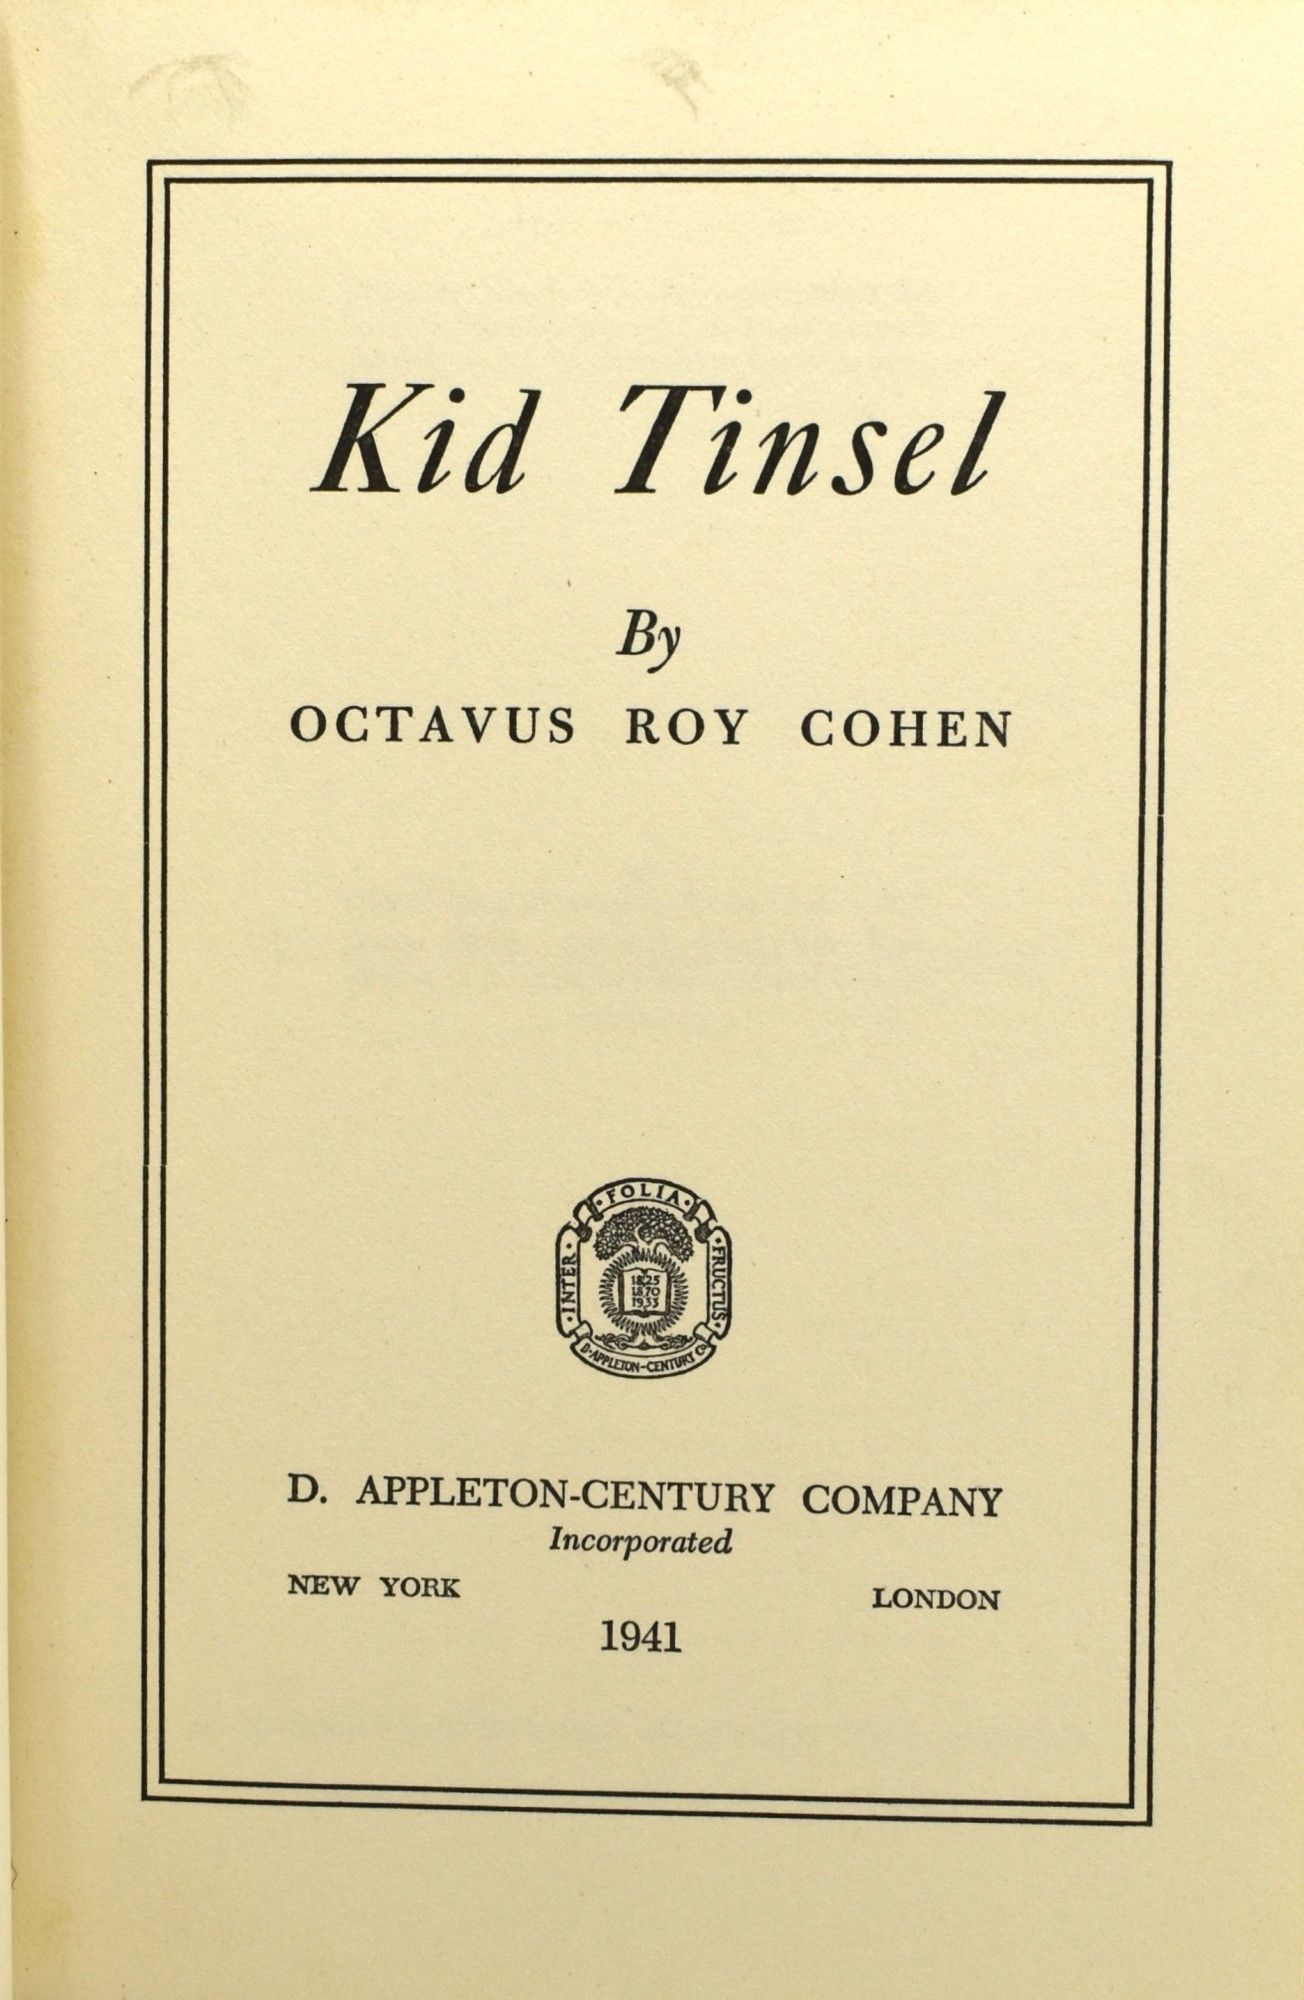 Kid Tinsel
By
OCTAVUS ROY COHEN
·FOLIA·
·INTER·
·FRUCTUS·
1825
1870
1933
D·APPLETON-CENTURY Co
D. APPLETON-CENTURY COMPANY
Incorporated
NEW YORK LONDON
1941